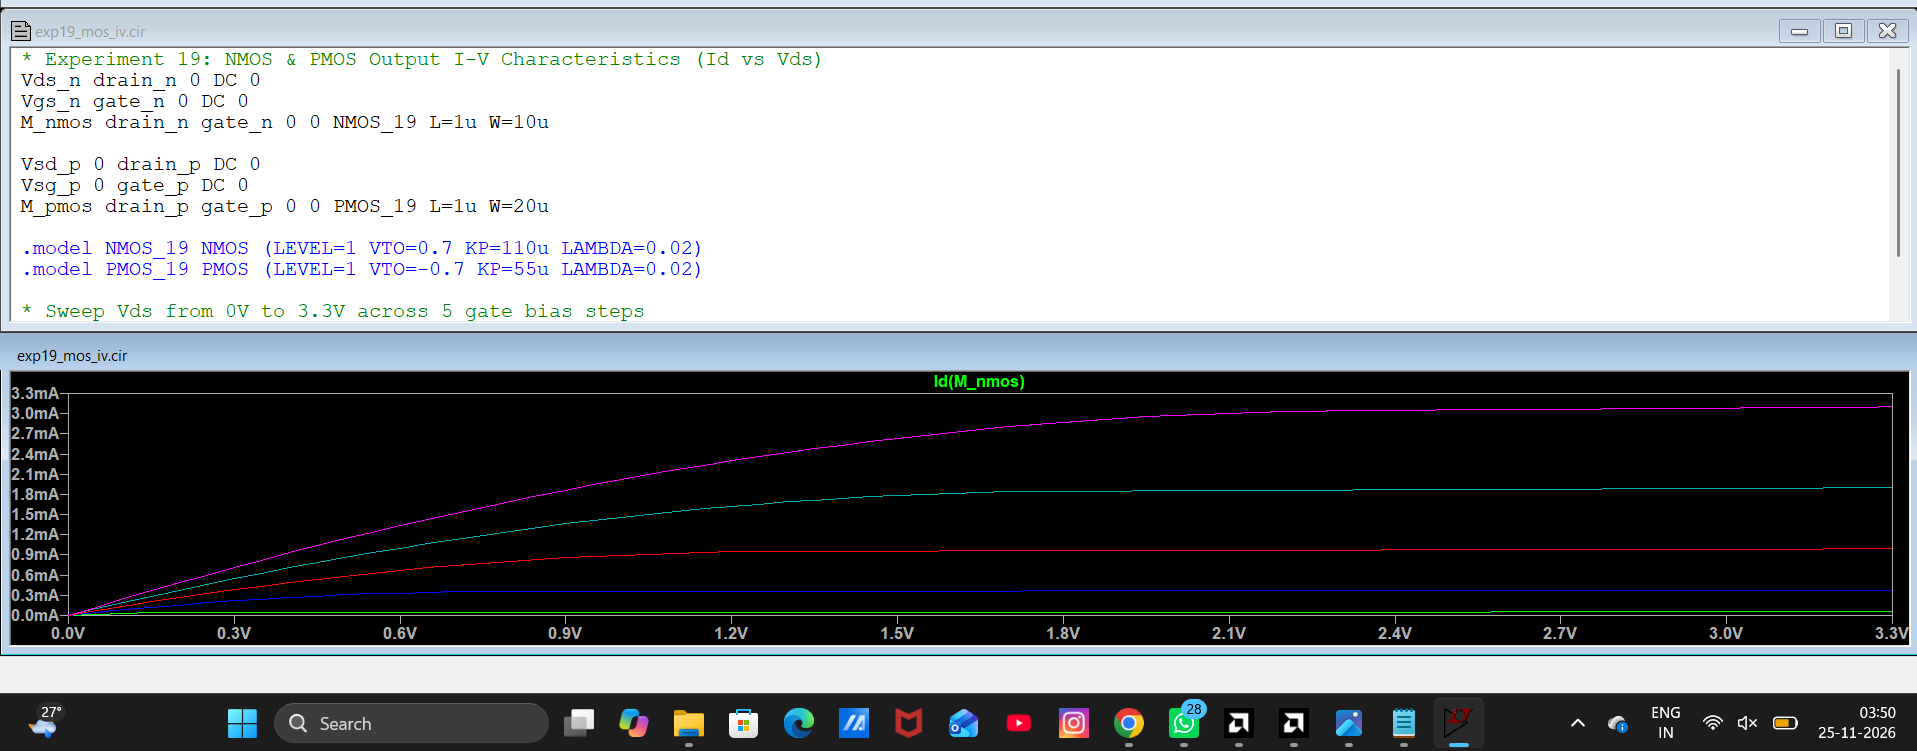 exp19_mos_iv.cir
* Experiment 19: NMOS & PMOS Output I-V Characteristics (Id vs Vds)
Vds_n drain_n 0 DC 0
Vgs_n gate_n 0 DC 0
M_nmos drain_n gate_n 0 0 NMOS_19 L=1u W=10u
Vsd_p 0 drain_p DC 0
Vsg_p 0 gate_p DC 0
M_pmos drain_p gate_p 0 0 PMOS_19 L=1u W=20u
.model NMOS_19 NMOS (LEVEL=1 VTO=0.7 KP=110u LAMBDA=0.02)
.model PMOS_19 PMOS (LEVEL=1 VTO=-0.7 KP=55u LAMBDA=0.02)
* Sweep Vds from 0V to 3.3V across 5 gate bias steps
exp19_mos_iv.cir
Id(M_nmos)
3.3mA
3.0mA
2.7mA
2.4mA
2.1mA
1.8mA
1.5mA
1.2mA
0.9mA
0.6mA
0.3mA
0.0mA
0.0V 0.3V 0.6V 0.9V 1.2V 1.5V 1.8V 2.1V 2.4V 2.7V 3.0V 3.3V
27°
Search
28
ENG
IN
03:50
25-11-2026